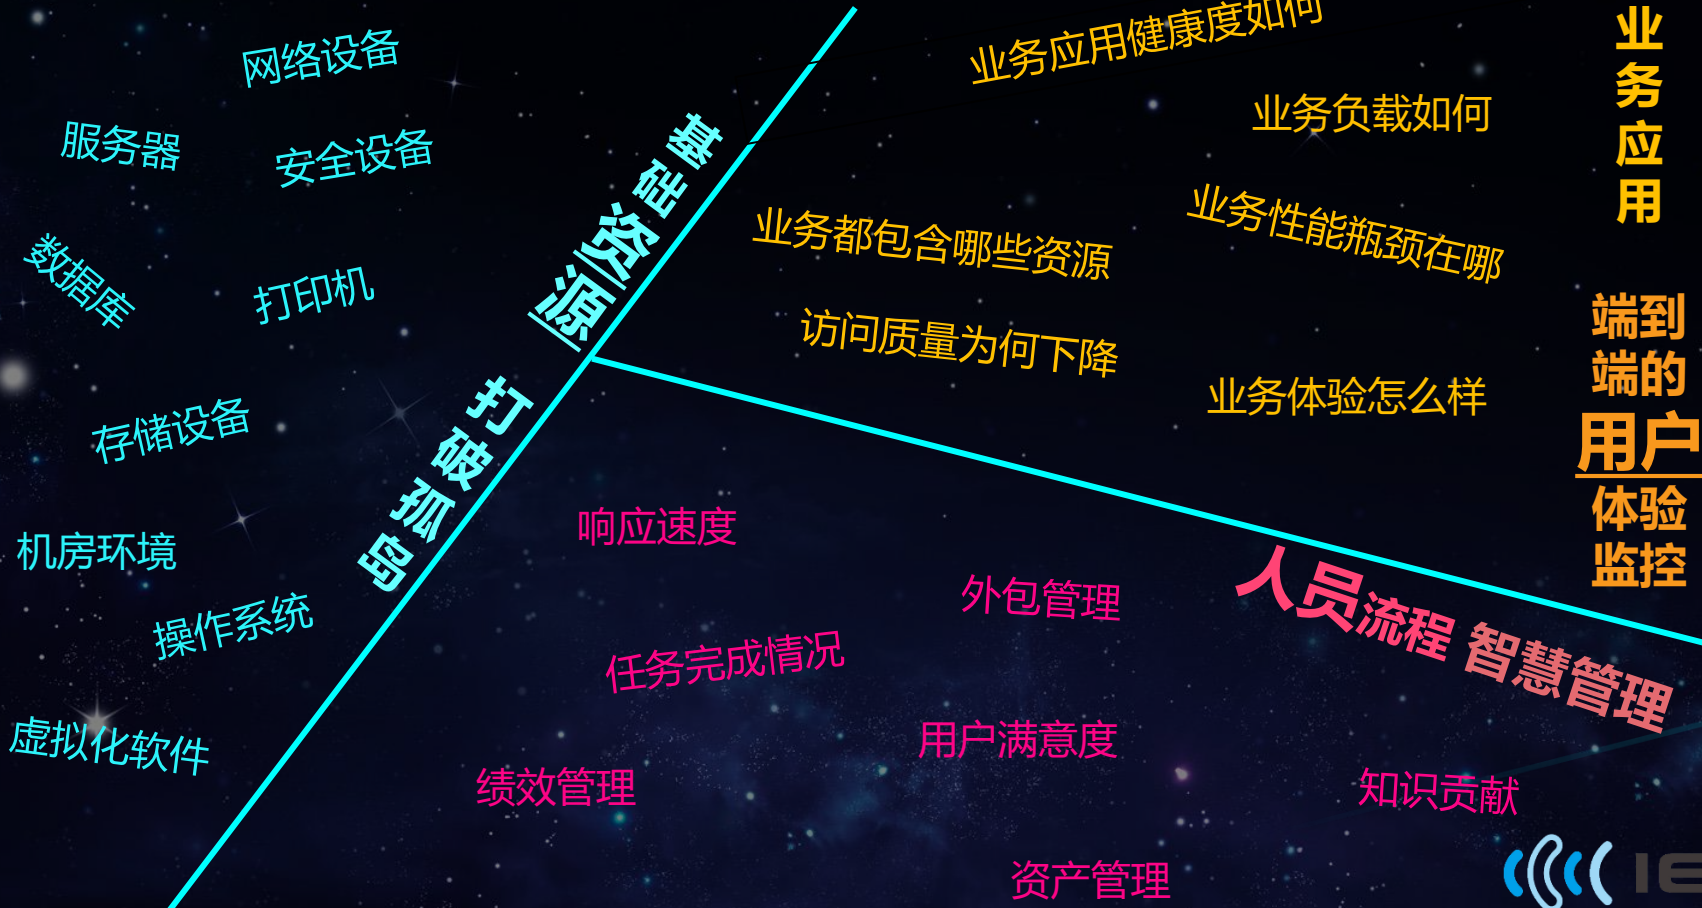 网络设备
服务器
安全设备
数据库
打印机
存储设备
机房环境
操作系统
虚拟化软件
基础资源
打破孤岛
业务应用健康度如何
业务负载如何
业务都包含哪些资源
业务性能瓶颈在哪
访问质量为何下降
业务体验怎么样
业务应用
端到
端的
用户
体验
监控
响应速度
外包管理
任务完成情况
用户满意度
绩效管理
知识贡献
资产管理
人员流程 智慧管理